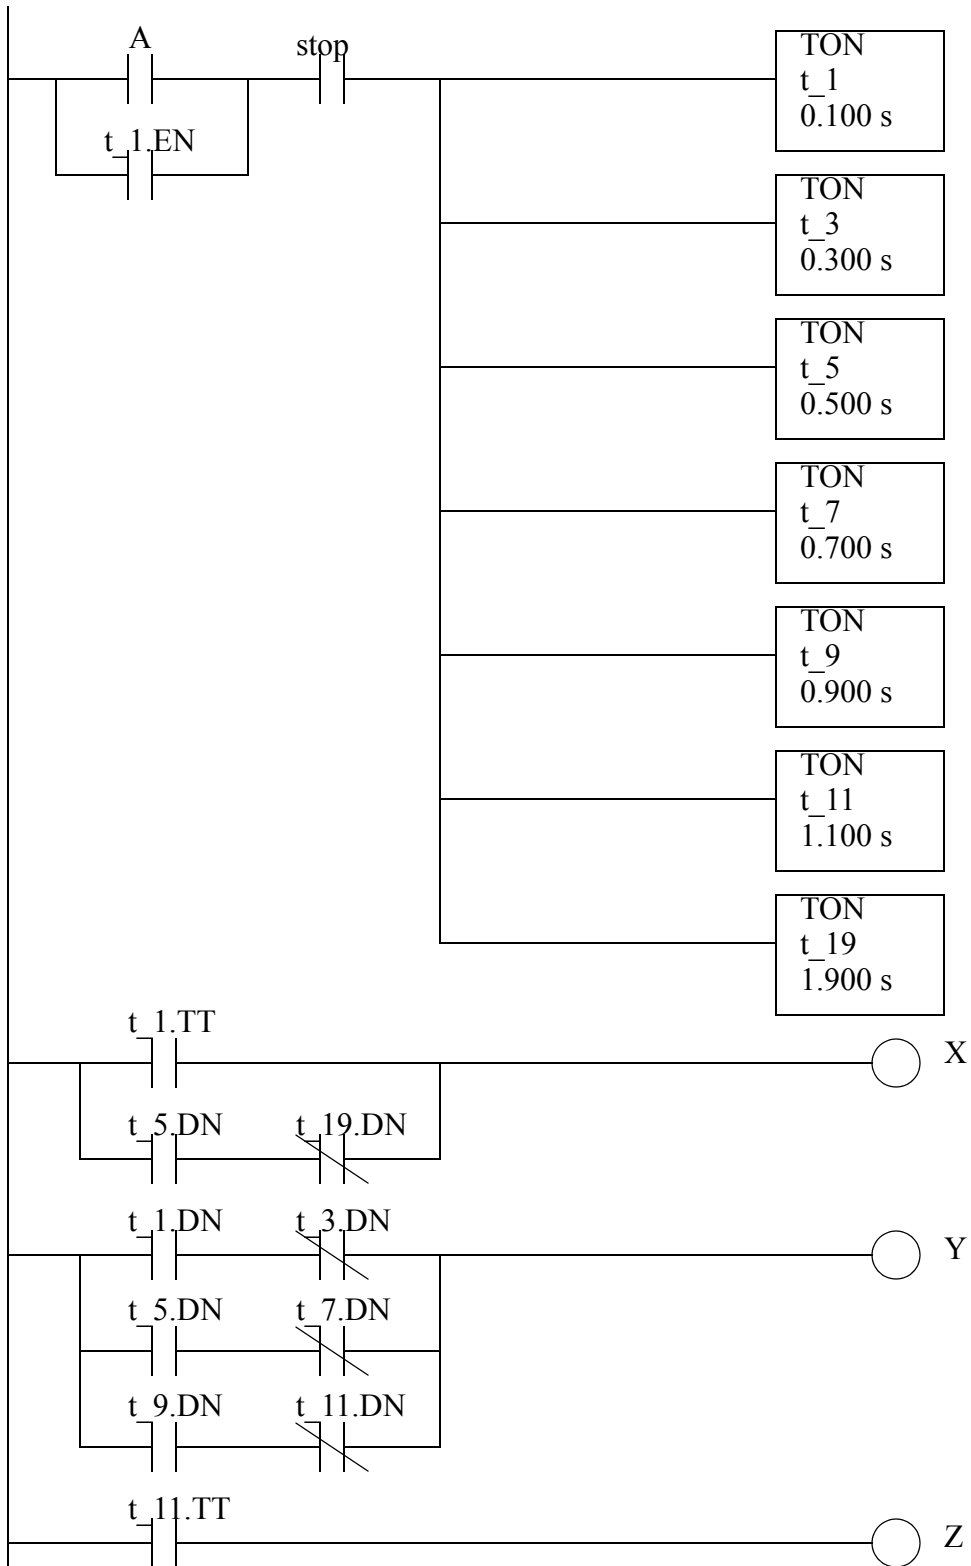 A
stop
t_1.EN
TON
t_1
0.100 s
TON
t_3
0.300 s
TON
t_5
0.500 s
TON
t_7
0.700 s
TON
t_9
0.900 s
TON
t_11
1.100 s
TON
t_19
1.900 s
t_1.TT
X
t_5.DN t_19.DN
t_1.DN t_3.DN
Y
t_5.DN t_7.DN
t_9.DN t_11.DN
t_11.TT
Z